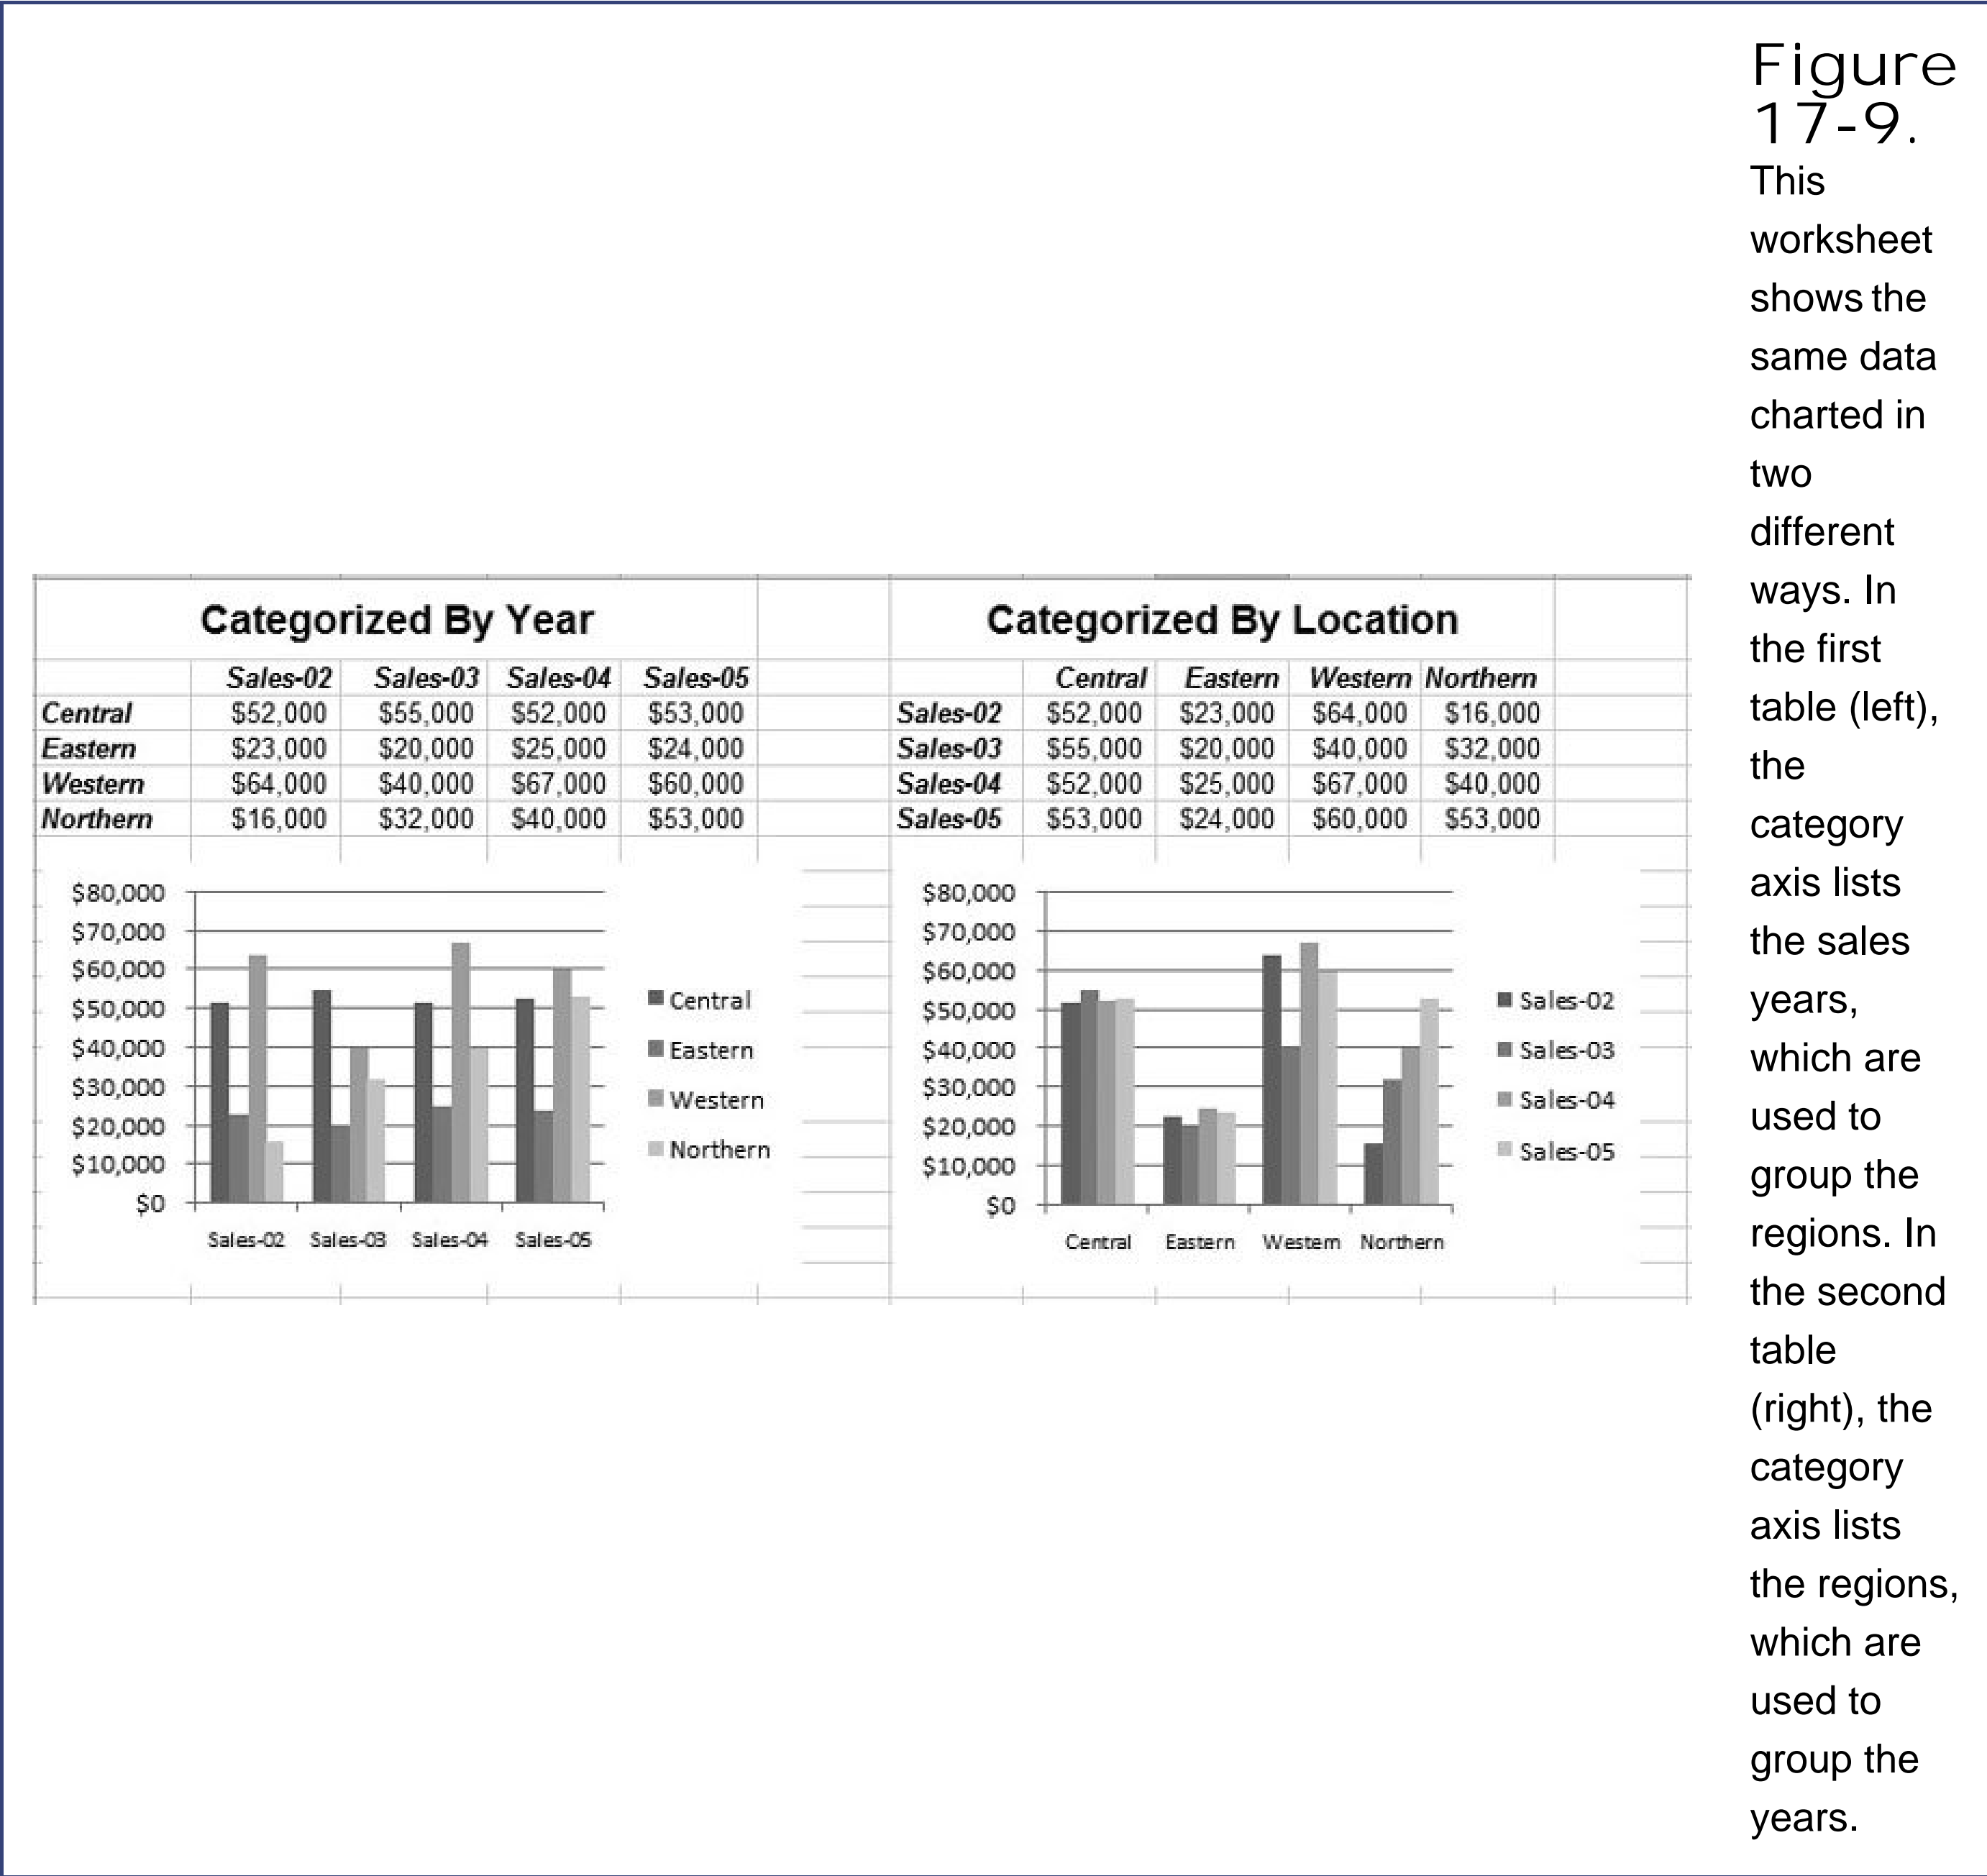 Figure
17-9.
This
worksheet
shows the
same data
charted in
two
different
ways. In
the first
table (left),
the
category
axis lists
the sales
years,
which are
used to
group the
regions. In
the second
table
(right), the
category
axis lists
the regions,
which are
used to
group the
years.
Categorized By Year
Sales-02 Sales-03 Sales-04 Sales-05
Central $52,000 $55,000 $52,000 $53,000
Eastern $23,000 $20,000 $25,000 $24,000
Western $64,000 $40,000 $67,000 $60,000
Northern $16,000 $32,000 $40,000 $53,000
$80,000
$70,000
$60,000
$50,000
$40,000
$30,000
$20,000
$10,000
$0
Sales-02 Sales-03 Sales-04 Sales-05
Central
Eastern
Western
Northern
Categorized By Location
Central Eastern Western Northern
Sales-02 $52,000 $23,000 $64,000 $16,000
Sales-03 $55,000 $20,000 $40,000 $32,000
Sales-04 $52,000 $25,000 $67,000 $40,000
Sales-05 $53,000 $24,000 $60,000 $53,000
$80,000
$70,000
$60,000
$50,000
$40,000
$30,000
$20,000
$10,000
$0
Central Eastern Western Northern
Sales-02
Sales-03
Sales-04
Sales-05